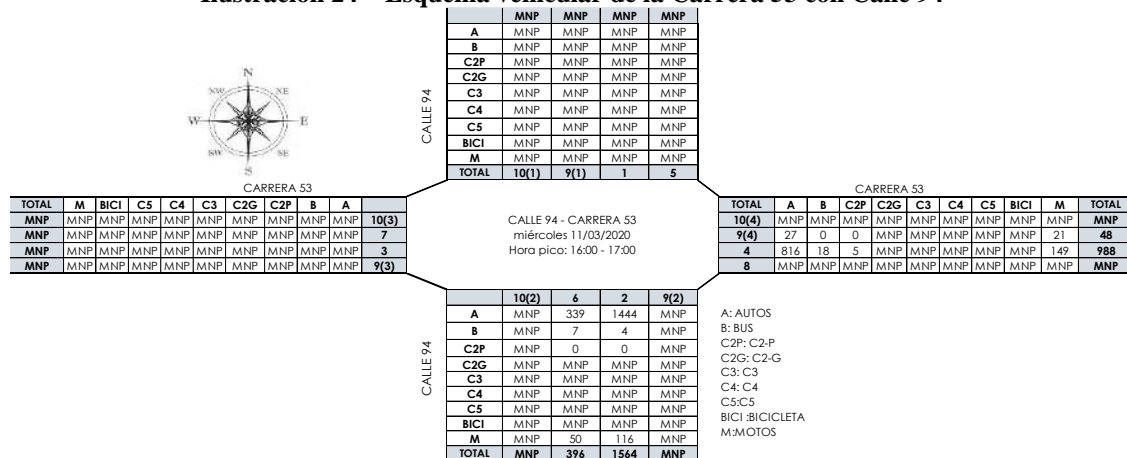 Ilustración 24 – Esquema vehicular de la Carrera 53 con Calle 94
MNP MNP MNP MNP
A MNP MNP MNP MNP
B MNP MNP MNP MNP
C2P MNP MNP MNP MNP
C2G MNP MNP MNP MNP
C3 MNP MNP MNP MNP
C4 MNP MNP MNP MNP
C5 MNP MNP MNP MNP
BICI MNP MNP MNP MNP
M MNP MNP MNP MNP
TOTAL 10(1) 9(1) 1 5
CALLE 94
N
NW NE
W E
SW SE
S
CARRERA 53
TOTAL M BICI C5 C4 C3 C2G C2P B A
MNP MNP MNP MNP MNP MNP MNP MNP MNP MNP 10(3)
MNP MNP MNP MNP MNP MNP MNP MNP MNP MNP 7
MNP MNP MNP MNP MNP MNP MNP MNP MNP MNP 3
MNP MNP MNP MNP MNP MNP MNP MNP MNP MNP 9(3)
CALLE 94 - CARRERA 53
miércoles 11/03/2020
Hora pico: 16:00 - 17:00
CARRERA 53
TOTAL A B C2P C2G C3 C4 C5 BICI M TOTAL
10(4) MNP MNP MNP MNP MNP MNP MNP MNP MNP MNP
9(4) 27 0 0 MNP MNP MNP MNP MNP 21 48
4 816 18 5 MNP MNP MNP MNP MNP 149 988
8 MNP MNP MNP MNP MNP MNP MNP MNP MNP MNP
10(2) 6 2 9(2)
A MNP 339 1444 MNP
B MNP 7 4 MNP
C2P MNP 0 0 MNP
C2G MNP MNP MNP MNP
C3 MNP MNP MNP MNP
C4 MNP MNP MNP MNP
C5 MNP MNP MNP MNP
BICI MNP MNP MNP MNP
M MNP 50 116 MNP
TOTAL MNP 396 1564 MNP
CALLE 94
A: AUTOS
B: BUS
C2P: C2-P
C2G: C2-G
C3: C3
C4: C4
C5:C5
BICI :BICICLETA
M:MOTOS